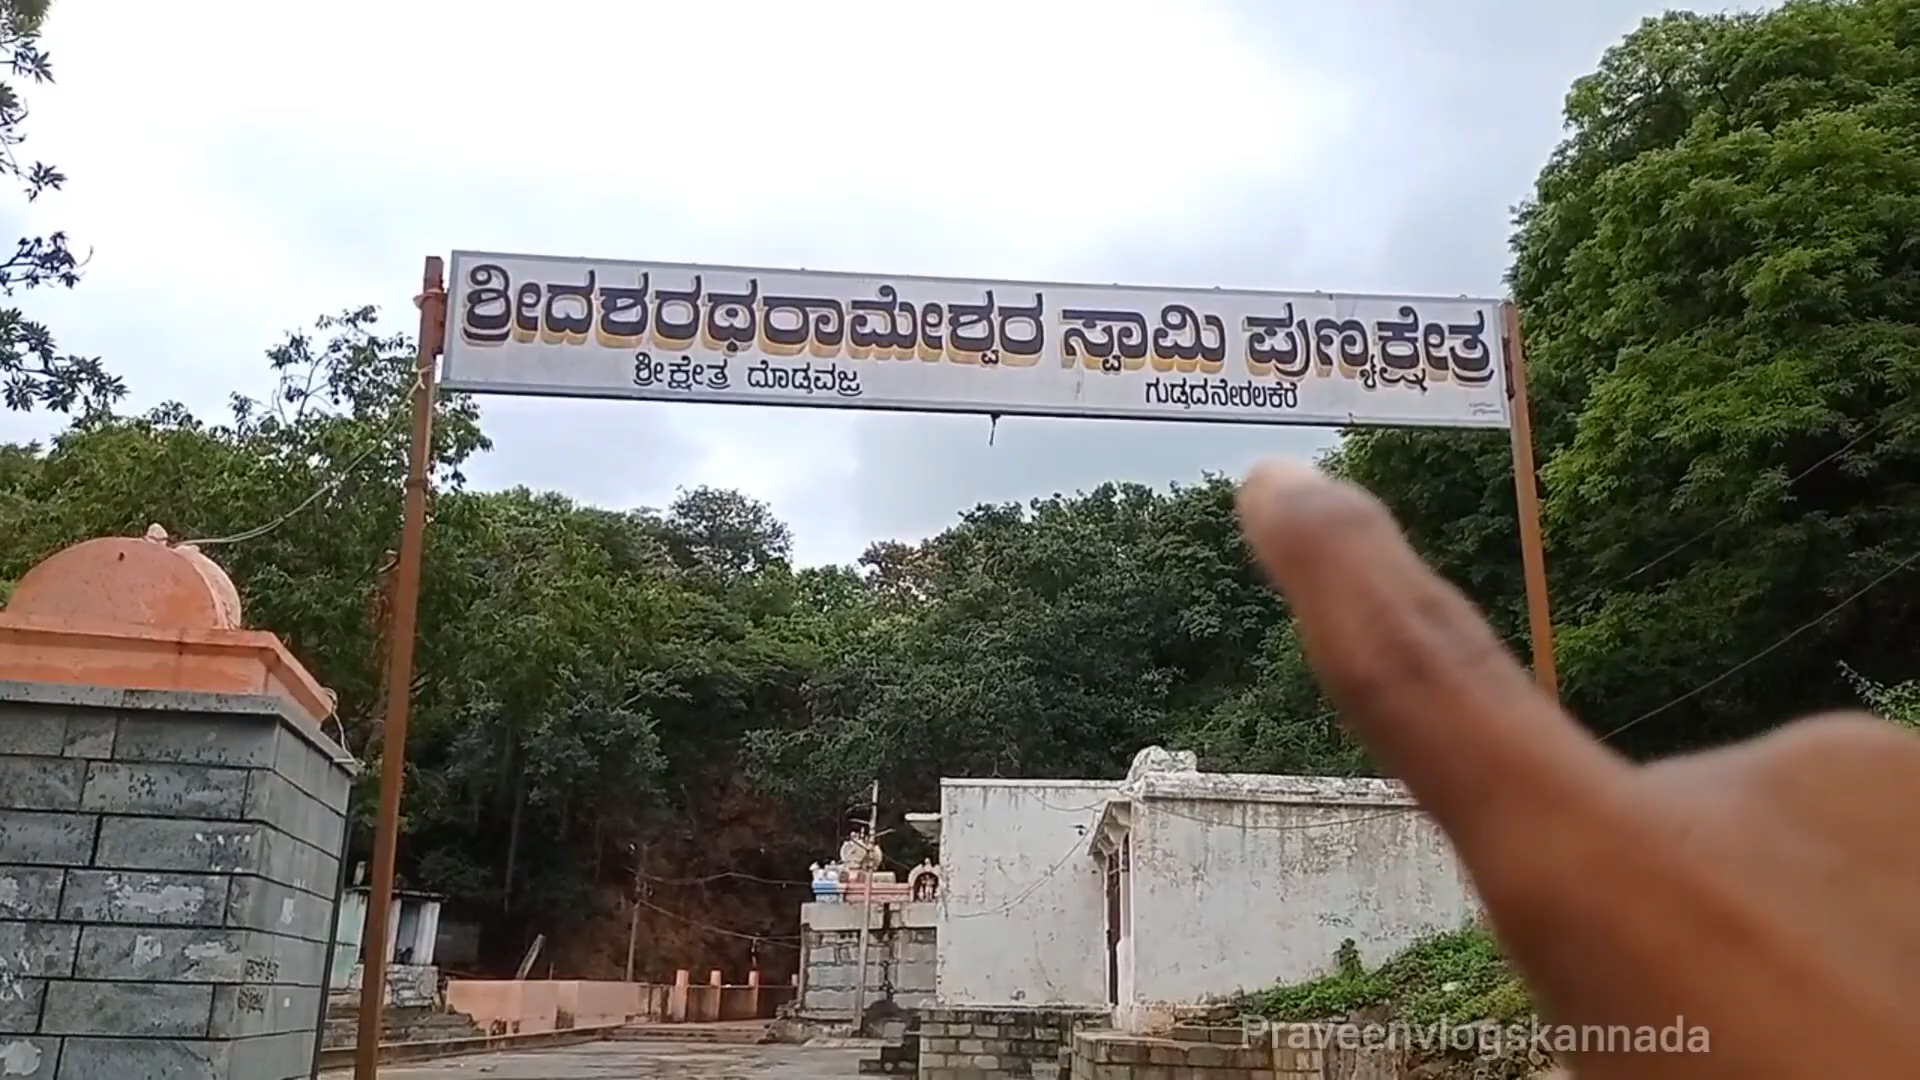 ಶ್ರೀದಶರಥರಾಮೇಶ್ವರ ಸ್ವಾಮಿ ಪುಣ್ಯಕ್ಷೇತ್ರ
ಶ್ರೀಕ್ಷೇತ್ರ ದೊಡ್ಡವಜ್ರ ಗುಡ್ಡದನೇರಲಕೆರೆ
Praveenvlogskannada